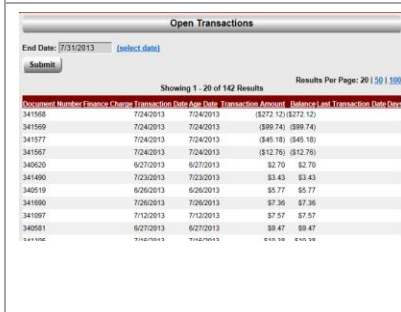 Open Transactions
End Date: 7/31/2013 (select date)
Submit
Results Per Page: 20 | 50 | 100
Showing 1 - 20 of 142 Results
Document Number Finance Charge Transaction Date Age Date Transaction Amount Balance Last Transaction Date Days
341568 7/24/2013 7/24/2013 ($272.12) ($272.12)
341569 7/24/2013 7/24/2013 ($99.74) ($99.74)
341577 7/24/2013 7/24/2013 ($45.18) ($45.18)
341567 7/24/2013 7/24/2013 ($12.76) ($12.76)
340620 6/27/2013 6/27/2013 $2.70 $2.70
341490 7/23/2013 7/23/2013 $3.43 $3.43
340519 6/26/2013 6/26/2013 $5.77 $5.77
341690 7/26/2013 7/26/2013 $7.36 $7.36
341097 7/12/2013 7/12/2013 $7.57 $7.57
340581 6/27/2013 6/27/2013 $9.47 $9.47